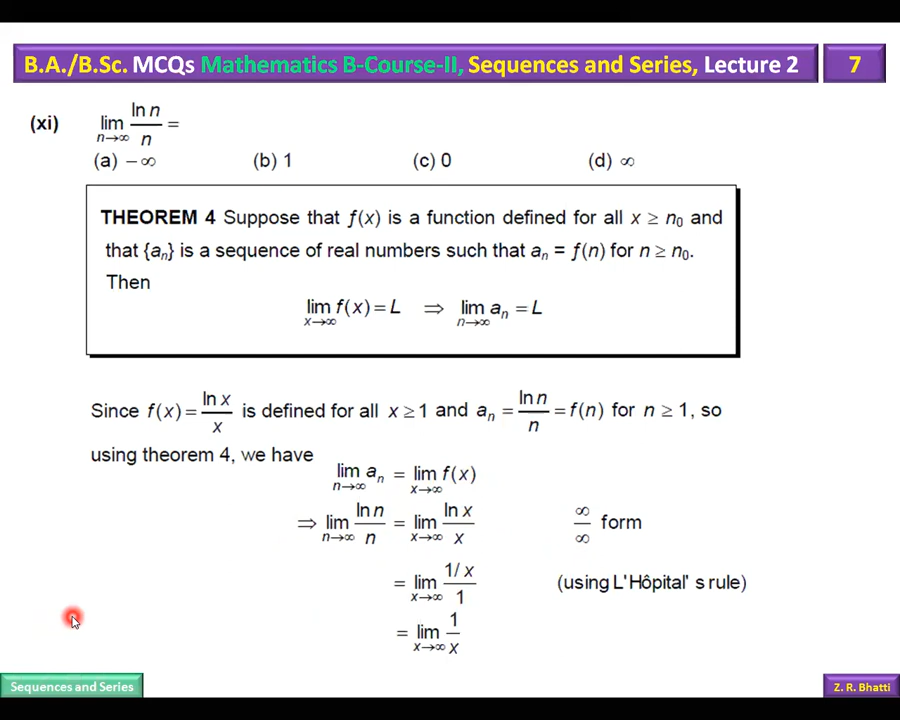 B.A./B.Sc. MCQs Mathematics B-Course-II, Sequences and Series, Lecture 2 7
(xi) lim_{n→∞} ln n / n =
(a) −∞ (b) 1 (c) 0 (d) ∞
THEOREM 4 Suppose that f(x) is a function defined for all x ≥ n₀ and
that {aₙ} is a sequence of real numbers such that aₙ = f(n) for n ≥ n₀.
Then
lim_{x→∞} f(x) = L ⇒ lim_{n→∞} aₙ = L
Since f(x) = ln x / x is defined for all x ≥ 1 and aₙ = ln n / n = f(n) for n ≥ 1, so
using theorem 4, we have
lim_{n→∞} aₙ = lim_{x→∞} f(x)
⇒ lim_{n→∞} ln n / n = lim_{x→∞} ln x / x ∞/∞ form
= lim_{x→∞} (1/x) / 1 (using L'Hôpital's rule)
= lim_{x→∞} 1/x
Sequences and Series Z. R. Bhatti